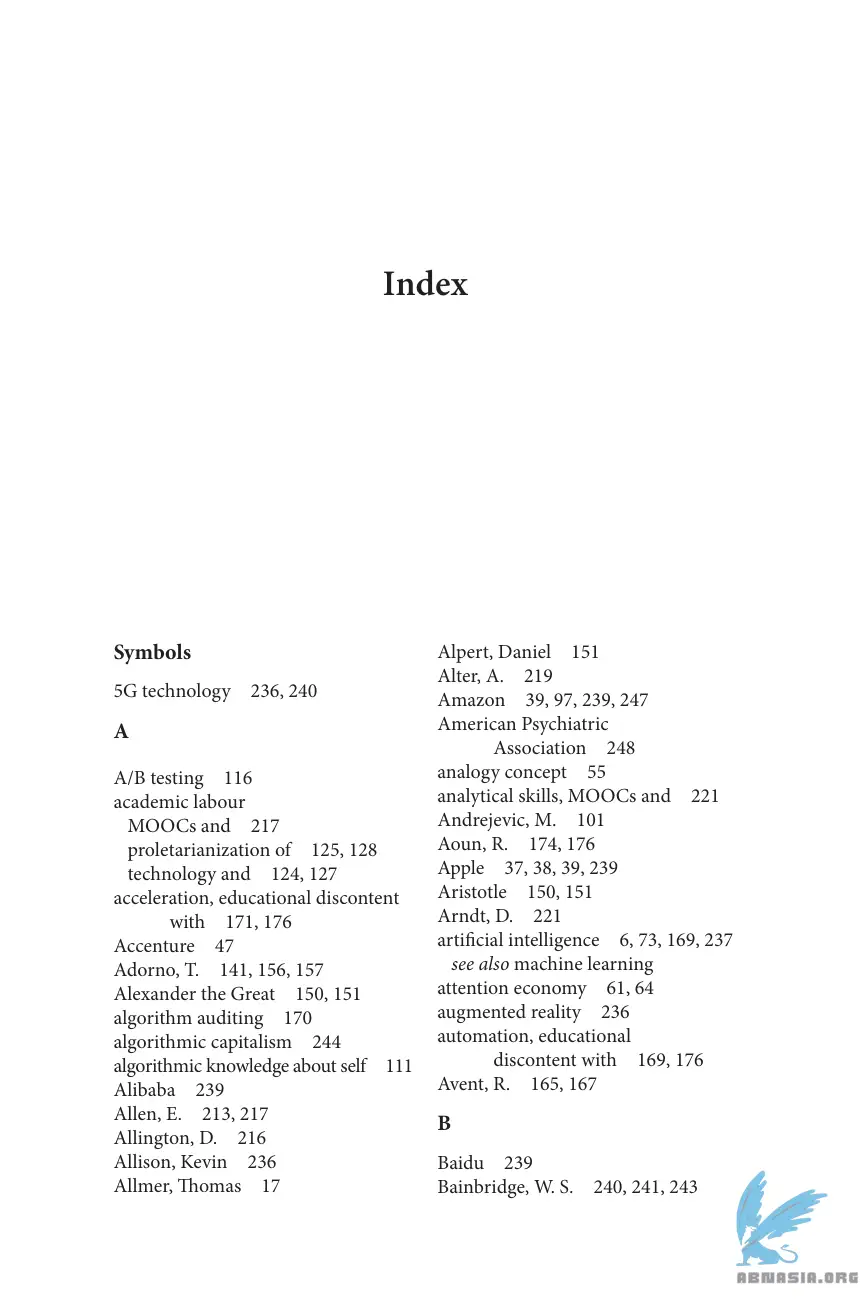 Index
Symbols
5G technology 236, 240
A
A/B testing 116
academic labour
MOOCs and 217
proletarianization of 125, 128
technology and 124, 127
acceleration, educational discontent
with 171, 176
Accenture 47
Adorno, T. 141, 156, 157
Alexander the Great 150, 151
algorithm auditing 170
algorithmic capitalism 244
algorithmic knowledge about self 111
Alibaba 239
Allen, E. 213, 217
Allington, D. 216
Allison, Kevin 236
Allmer, Thomas 17
Alpert, Daniel 151
Alter, A. 219
Amazon 39, 97, 239, 247
American Psychiatric
Association 248
analogy concept 55
analytical skills, MOOCs and 221
Andrejevic, M. 101
Aoun, R. 174, 176
Apple 37, 38, 39, 239
Aristotle 150, 151
Arndt, D. 221
artificial intelligence 6, 73, 169, 237
see also machine learning
attention economy 61, 64
augmented reality 236
automation, educational
discontent with 169, 176
Avent, R. 165, 167
B
Baidu 239
Bainbridge, W. S. 240, 241, 243
ABNASIA.ORG